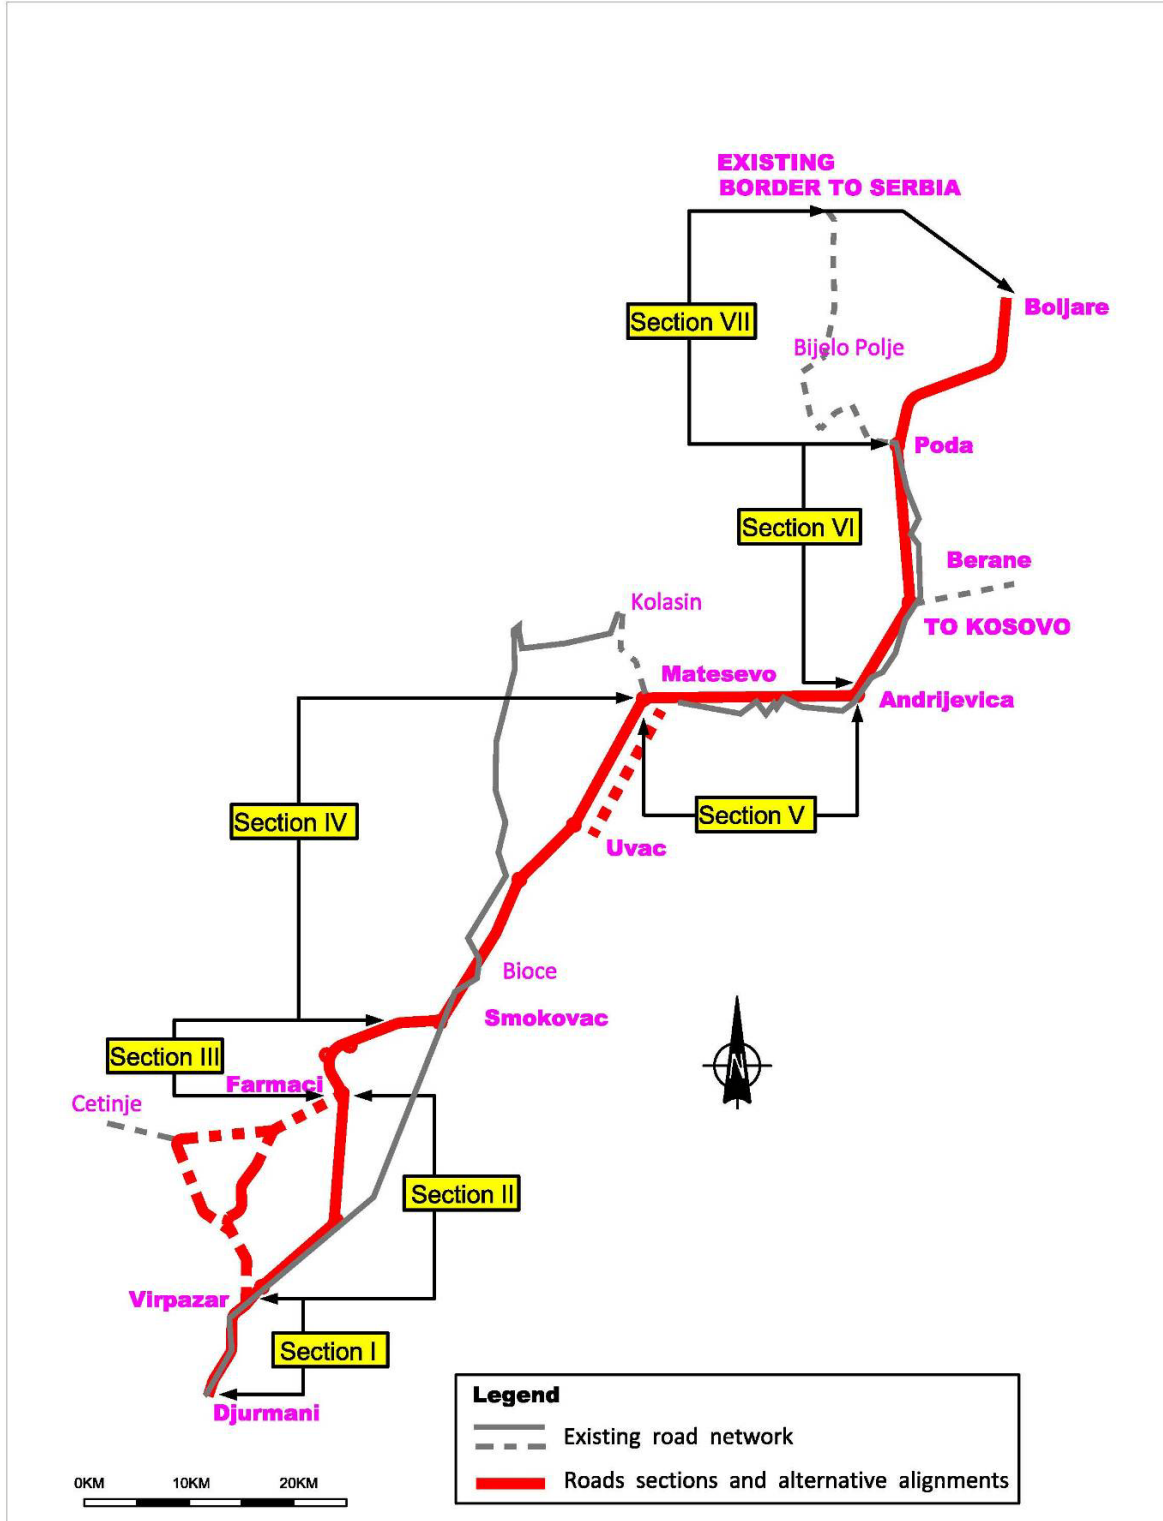 EXISTING
BORDER TO SERBIA
Boljare
Section VII
Bijelo Polje
Poda
Section VI
Berane
Kolasin
TO KOSOVO
Matesevo
Andrijevica
Section IV
Section V
Uvac
Bioce
Smokovac
Section III
N
Farmaci
Cetinje
Section II
Virpazar
Section I
Djurmani
Legend
Existing road network
Roads sections and alternative alignments
0KM 10KM 20KM